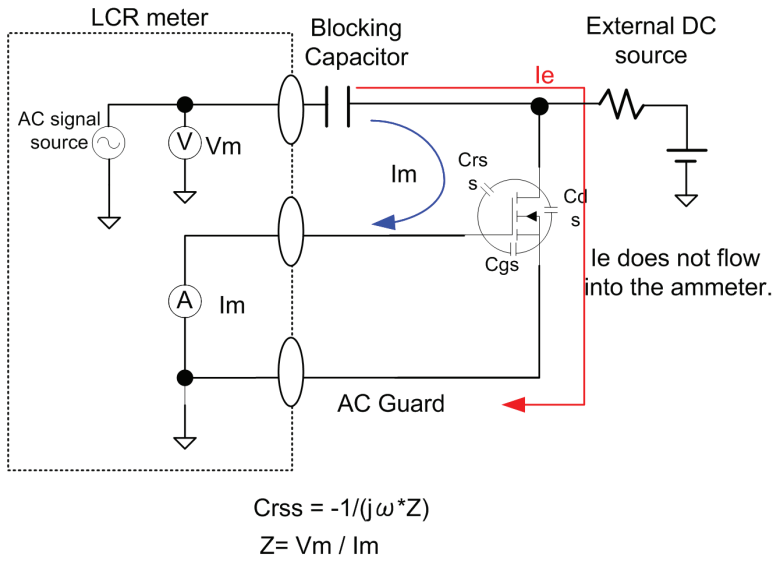 LCR meter
Blocking
Capacitor
External DC
source
Ie
AC signal
source
V
Vm
Im
Crs
s
Cd
s
Cgs
Ie does not flow
into the ammeter.
A
Im
AC Guard
Crss = -1/(jω*Z)
Z= Vm / Im